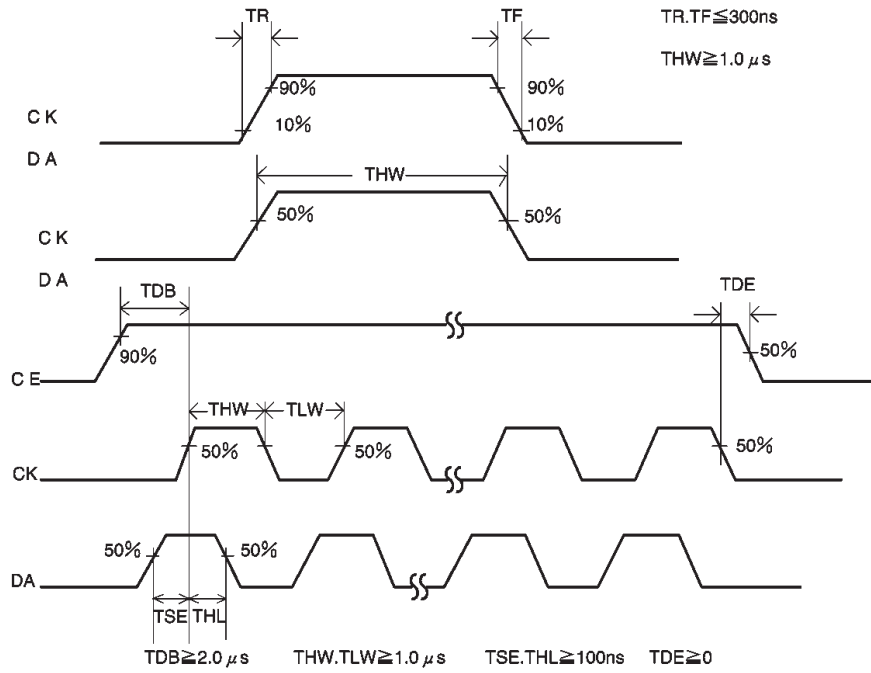 TR TF TR.TF≦300ns
THW≧1.0 μs
90% 90%
CK 10% 10%
DA
THW
50% 50%
CK
DA
TDB TDE
90% 50%
CE
THW TLW
50% 50% 50%
CK
50% 50%
DA
TSE THL
TDB≧2.0 μs THW.TLW≧1.0 μs TSE.THL≧100ns TDE≧0